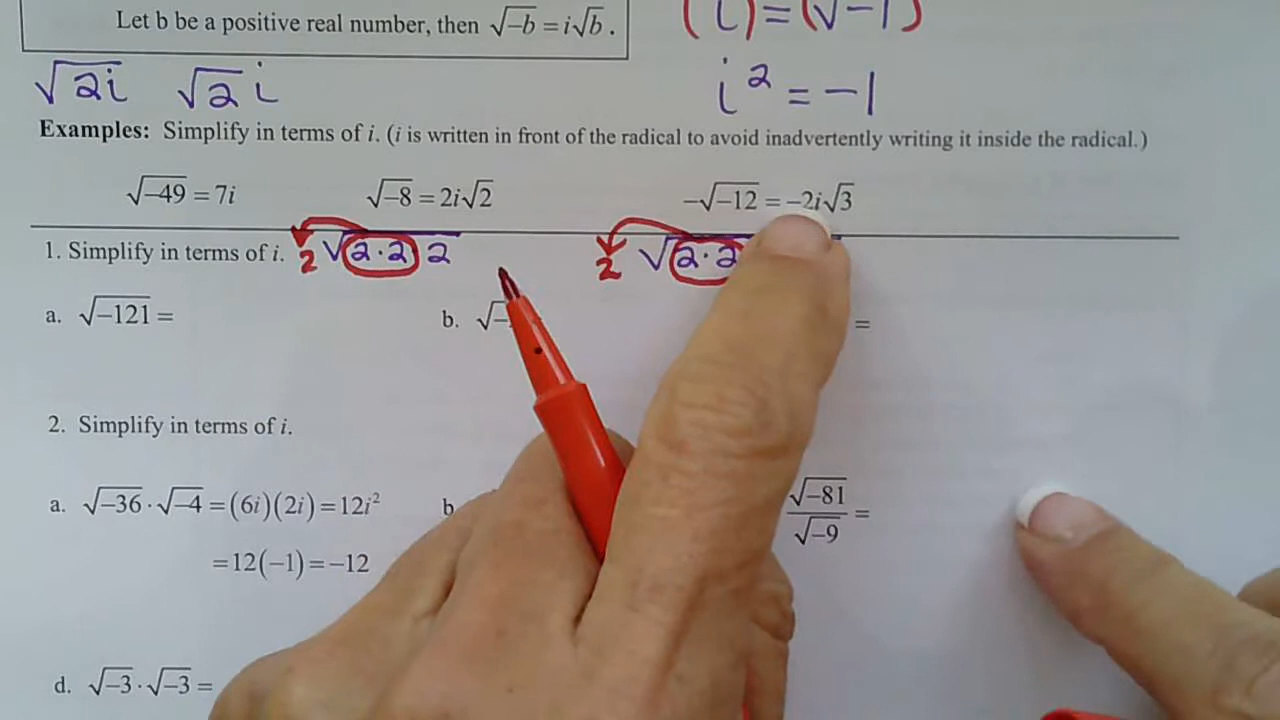 Let b be a positive real number, then √−b = i√b.
(i) = (√−1)
√2i √2 i
i² = −1
Examples: Simplify in terms of i. (i is written in front of the radical to avoid inadvertently writing it inside the radical.)
√−49 = 7i √−8 = 2i√2 −√−12 = −2i√3
2 √2·2 2 2 √2·2
1. Simplify in terms of i.
a. √−121 = b. √− =
2. Simplify in terms of i.
a. √−36 · √−4 = (6i)(2i) = 12i² b √−81/√−9 =
= 12(−1) = −12
d. √−3 · √−3 =